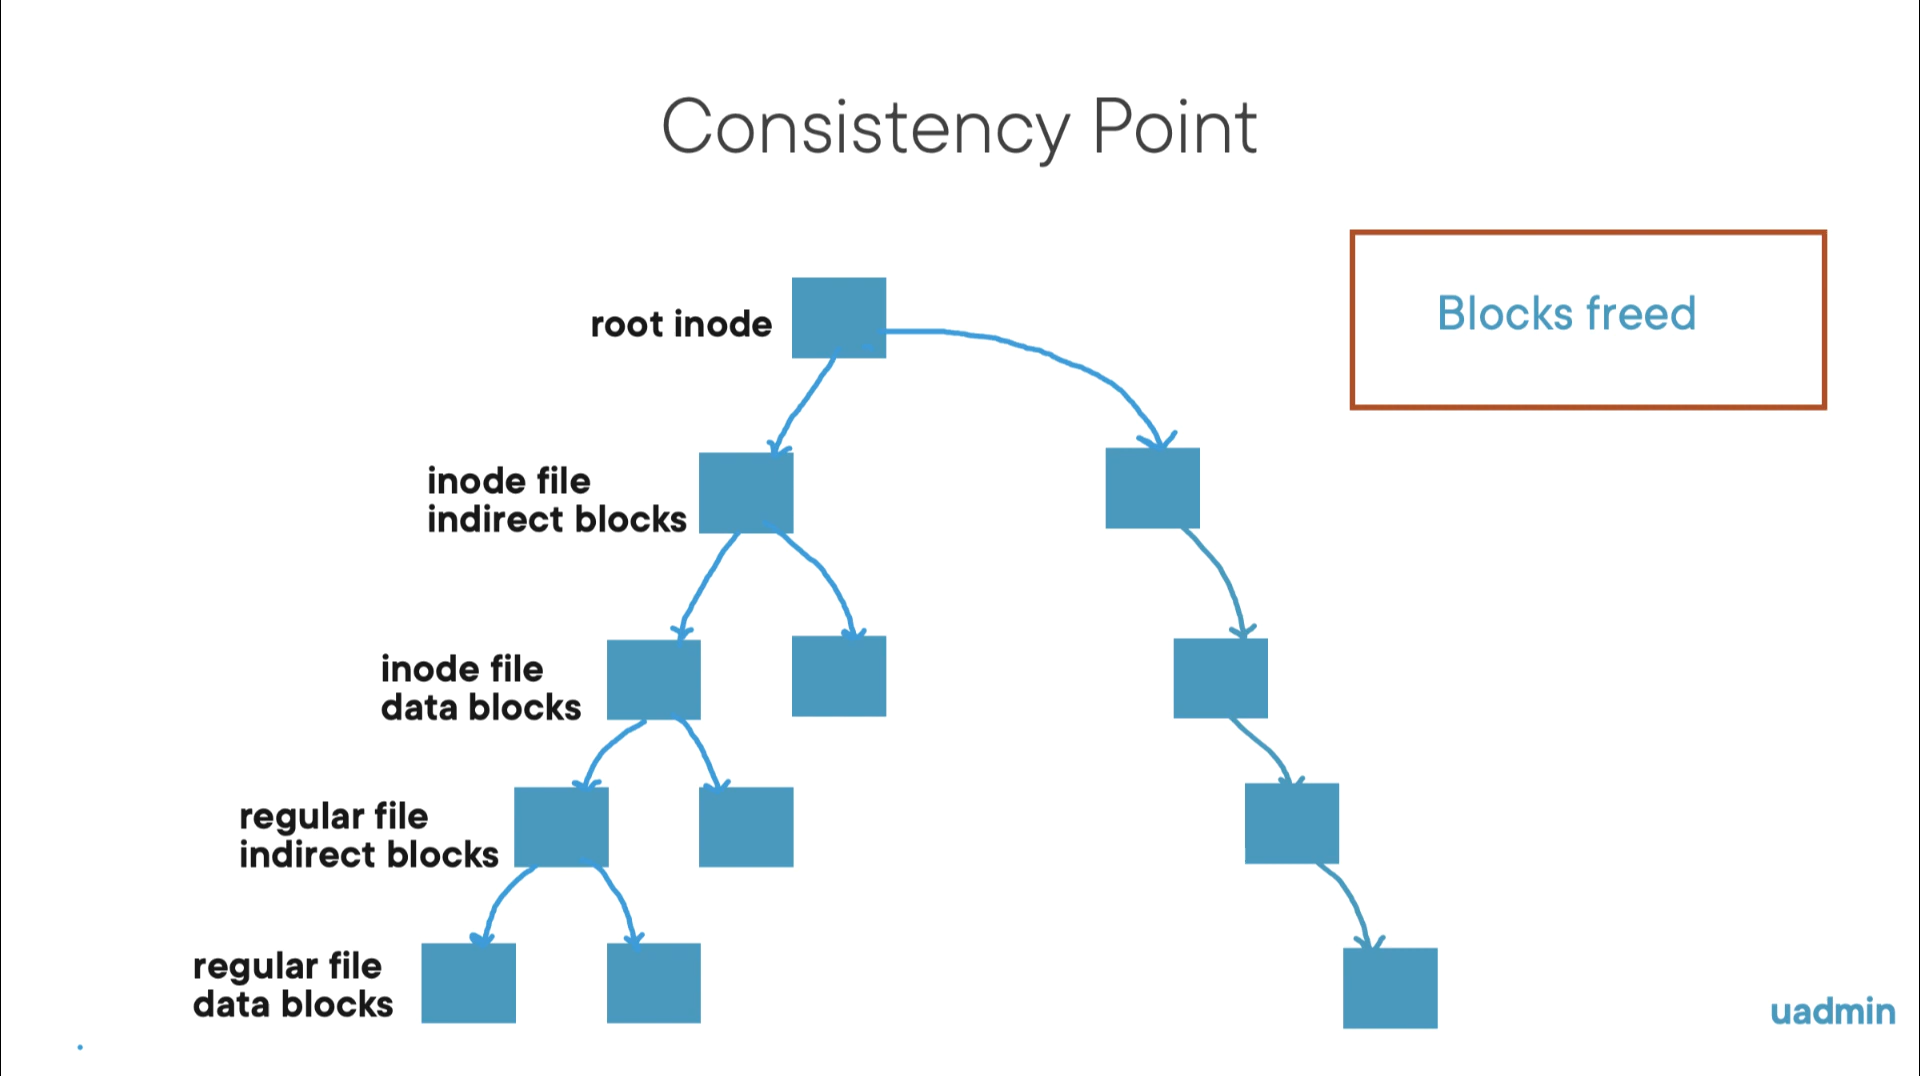 Consistency Point
Blocks freed
root inode
inode file
indirect blocks
inode file
data blocks
regular file
indirect blocks
regular file
data blocks
uadmin